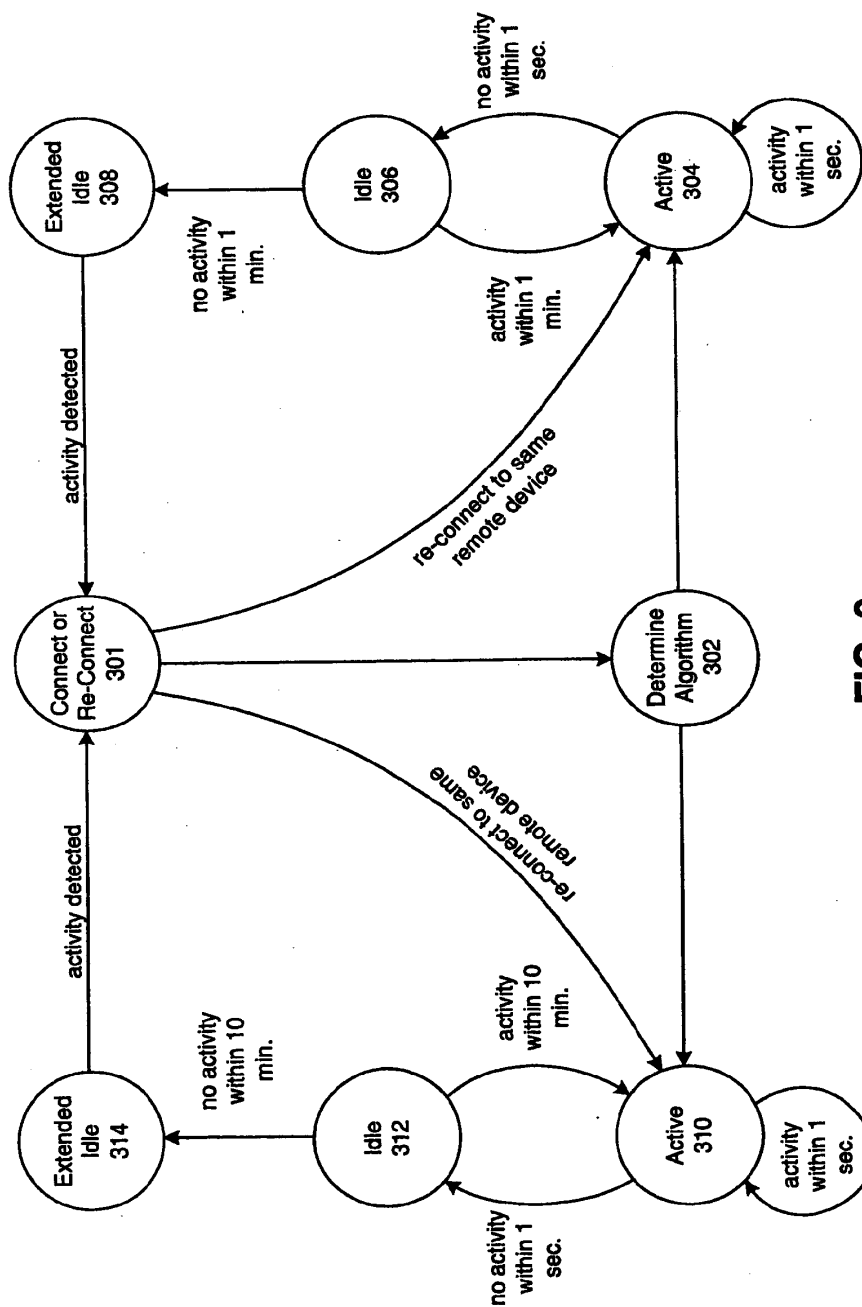 Extended
Idle
314
activity detected
Connect or
Re-Connect
301
activity detected
Extended
Idle
308
no activity
within 10
min.
no activity
within 1
min.
Idle
312
Idle
306
no activity
within 1
sec.
activity
within 10
min.
re-connect to same
remote device
re-connect to same
remote device
activity
within 1
min.
no activity
within 1
sec.
Active
310
Determine
Algorithm
302
Active
304
activity
within 1
sec.
activity
within 1
sec.